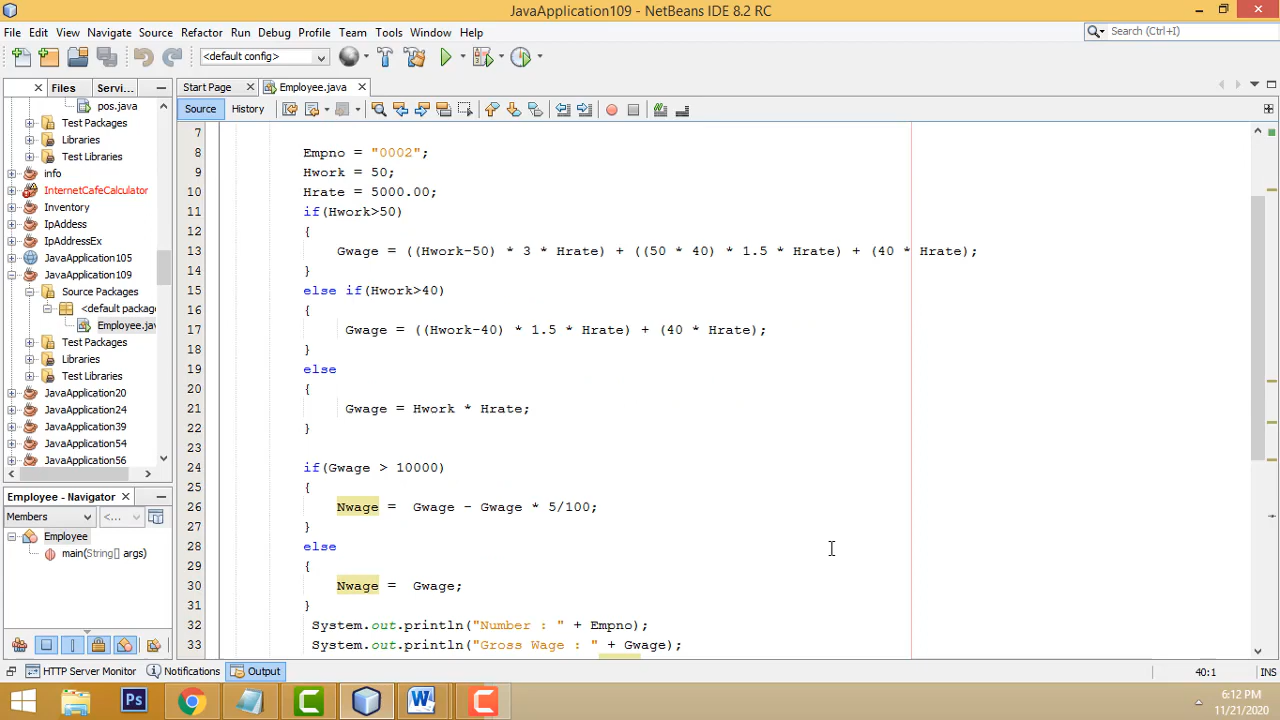 JavaApplication109 - NetBeans IDE 8.2 RC
File Edit View Navigate Source Refactor Run Debug Profile Team Tools Window Help
Search (Ctrl+I)
<default config>
Files Servi...
Start Page Employee.java
Source History
pos.java
Test Packages
Libraries
Test Libraries
info
InternetCafeCalculator
Inventory
IpAddess
IpAddressEx
JavaApplication105
JavaApplication109
Source Packages
<default packag
Employee.jav
Test Packages
Libraries
Test Libraries
JavaApplication20
JavaApplication24
JavaApplication39
JavaApplication54
JavaApplication56
Employee - Navigator
Members <...
Employee
main(String[] args)
7
8 Empno = "0002";
9 Hwork = 50;
10 Hrate = 5000.00;
11 if(Hwork>50)
12 {
13 Gwage = ((Hwork-50) * 3 * Hrate) + ((50 * 40) * 1.5 * Hrate) + (40 * Hrate);
14 }
15 else if(Hwork>40)
16 {
17 Gwage = ((Hwork-40) * 1.5 * Hrate) + (40 * Hrate);
18 }
19 else
20 {
21 Gwage = Hwork * Hrate;
22 }
23
24 if(Gwage > 10000)
25 {
26 Nwage = Gwage - Gwage * 5/100;
27 }
28 else
29 {
30 Nwage = Gwage;
31 }
32 System.out.println("Number : " + Empno);
33 System.out.println("Gross Wage : " + Gwage);
HTTP Server Monitor Notifications Output
40:1 INS
Ps
W
C
C
6:12 PM
11/21/2020